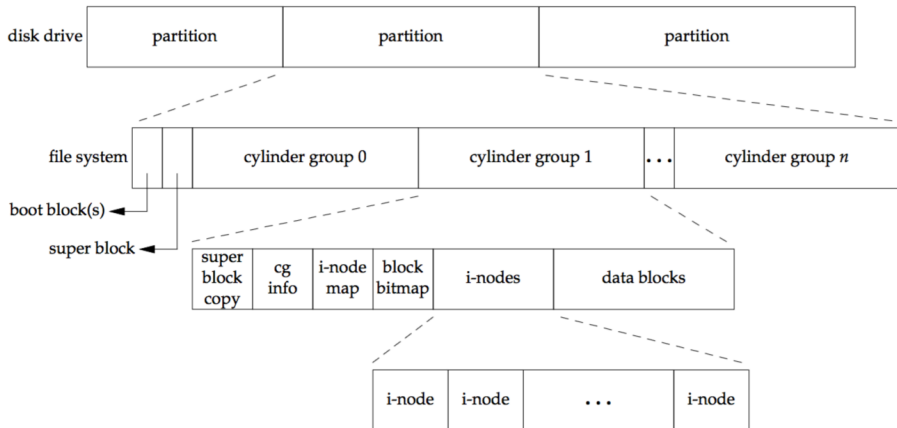 disk drive
partition
partition
partition
file system
cylinder group 0
cylinder group 1
...
cylinder group n
boot block(s)
super block
super
block
copy
cg
info
i-node
map
block
bitmap
i-nodes
data blocks
i-node
i-node
...
i-node